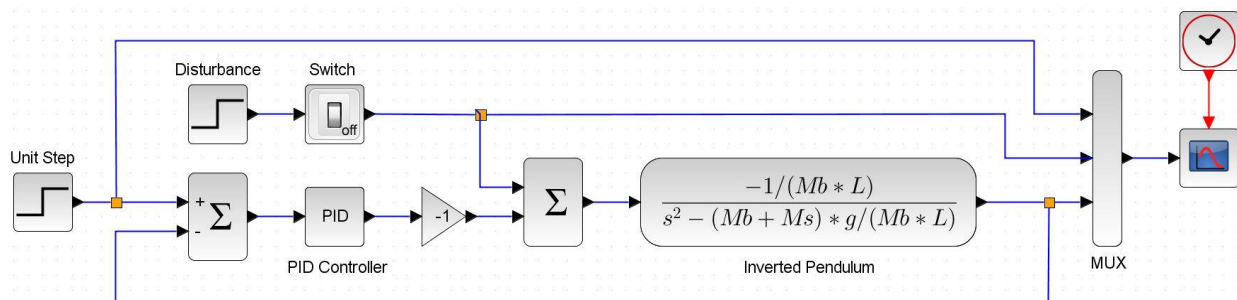 Disturbance
Switch
off
Unit Step
+
-
Σ
PID
-1
Σ
-1/(Mb * L)
s² - (Mb + Ms) * g/(Mb * L)
PID Controller
Inverted Pendulum
MUX